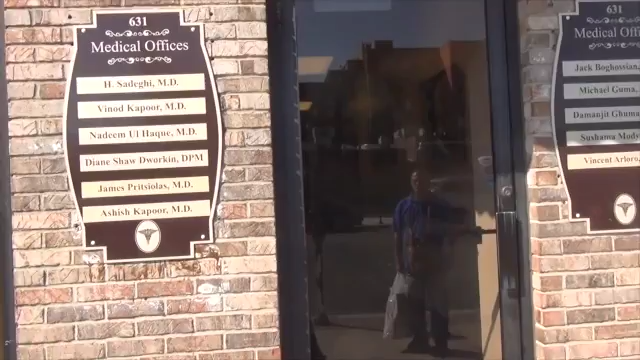 631
Medical Offices
H. Sadeghi, M.D.
Vinod Kapoor, M.D.
Nadeem Ul Haque, M.D.
Diane Shaw Dworkin, DPM
James Pritsiolas, M.D.
Ashish Kapoor, M.D.
631
Medical Offi
Jack Boghossian,
Michael Guma,
Damanjit Ghuma
Sushama Mody
Vincent Arloro,